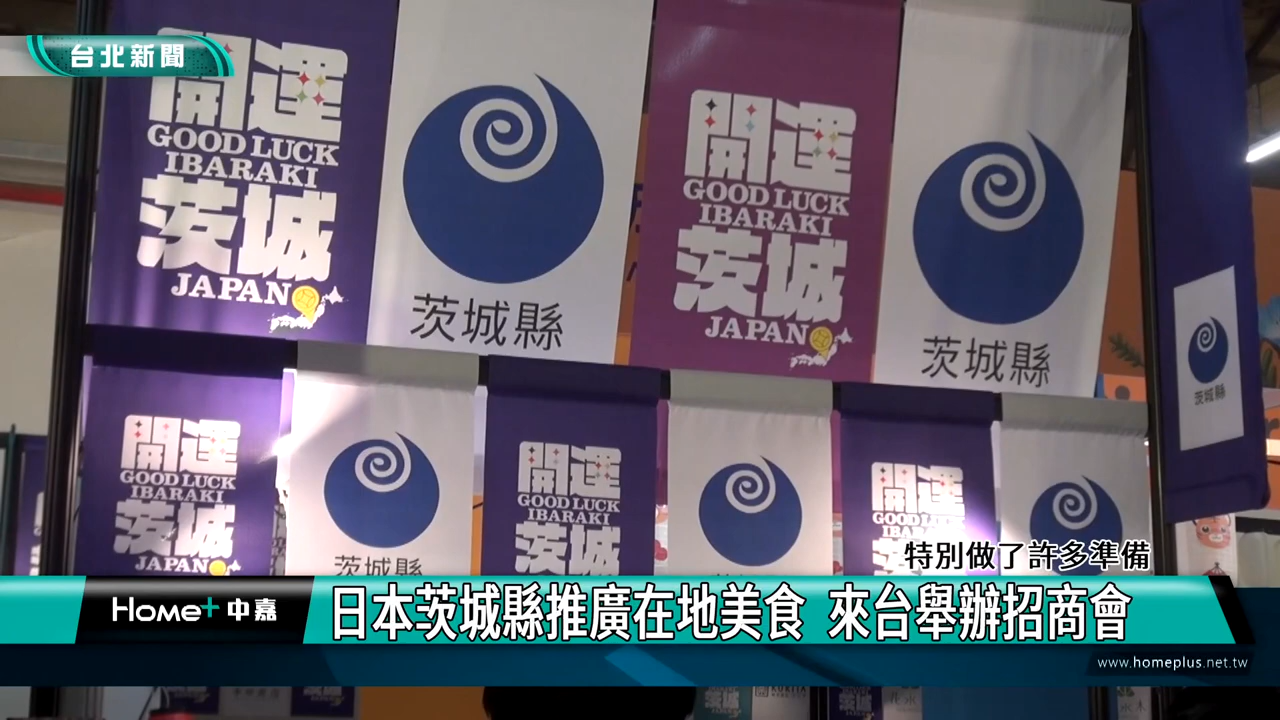 台北新聞
開運
GOOD LUCK
IBARAKI
茨城
JAPAN
茨城縣
開運
GOOD LUCK
IBARAKI
茨城
JAPAN
茨城縣
茨城縣
開運
GOOD LUCK
IBARAKI
茨城
JAPAN
茨城縣
開運
GOOD LUCK
IBARAKI
茨城
開運
GOOD LUCK
IBARAKI
特別做了許多準備
Home+ 中嘉
日本茨城縣推廣在地美食 來台舉辦招商會
www.homeplus.net.tw